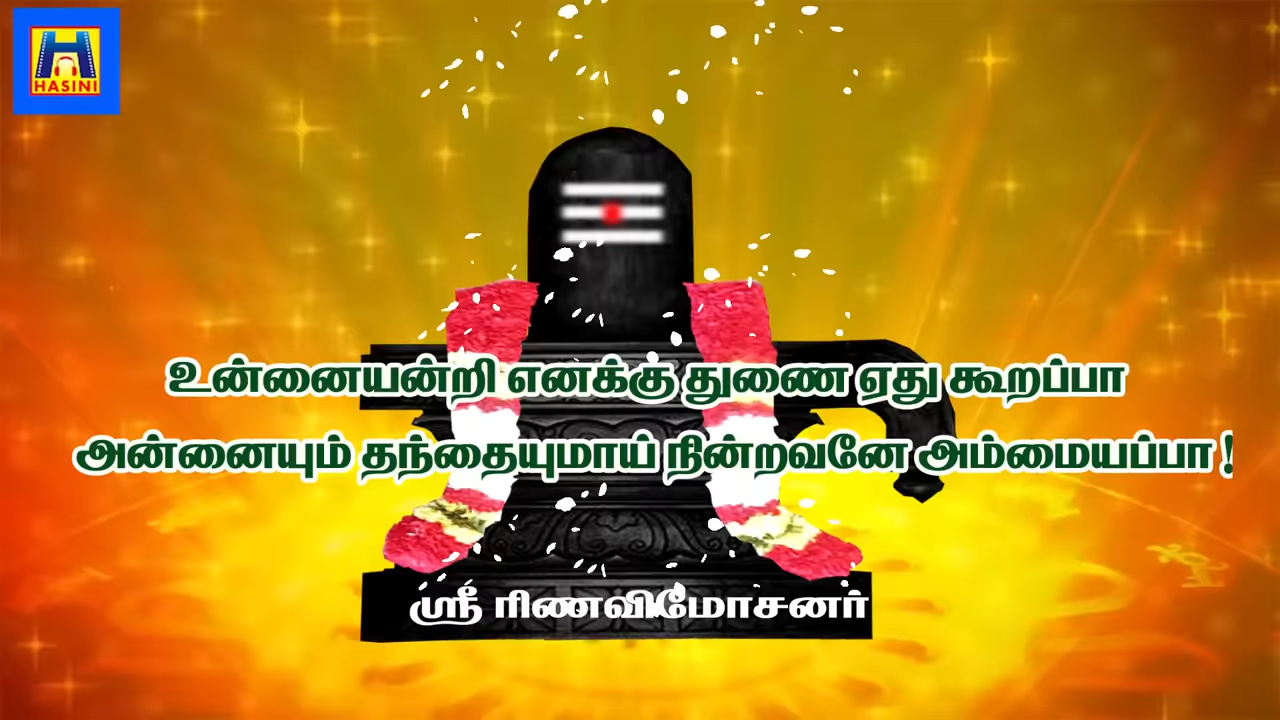 HASINI
உன்னையன்றி எனக்கு துணை ஏது கூறப்பா
அன்னையும் தந்தையுமாய் நின்றவனே அம்மையப்பா !
ஸ்ரீ ரிணவிமோசனர்